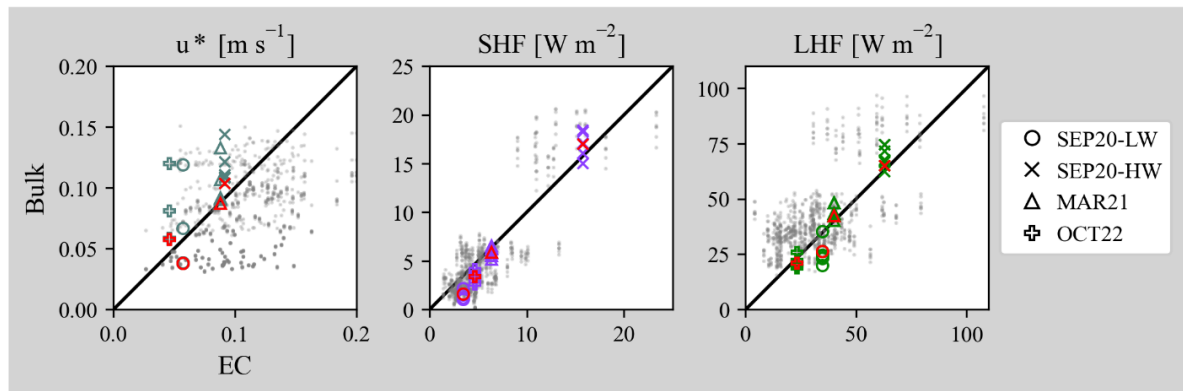 u* [m s⁻¹]
SHF [W m⁻²]
LHF [W m⁻²]
0.20
0.15
0.10
0.05
0.00
0.0
0.1
0.2
25
20
15
10
5
0
0
10
20
100
75
50
25
0
0
50
100
Bulk
EC
SEP20-LW
SEP20-HW
MAR21
OCT22